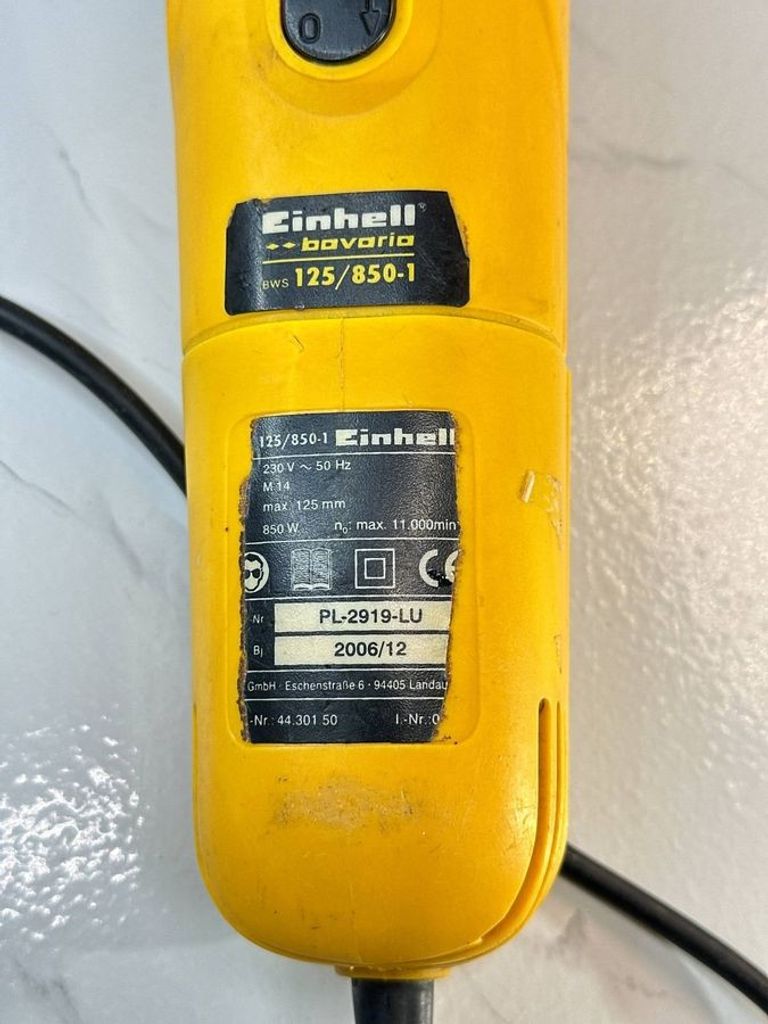 0
Einhell®
bavaria
BWS 125/850-1
125/850-1 Einhell
230 V ~ 50 Hz
M 14
max. 125 mm
850 W n₀: max. 11.000min
CE
Nr PL-2919-LU
Bj 2006/12
GmbH · Eschenstraße 6 · 94405 Landau
-Nr.: 44.301 50 I.-Nr.:0